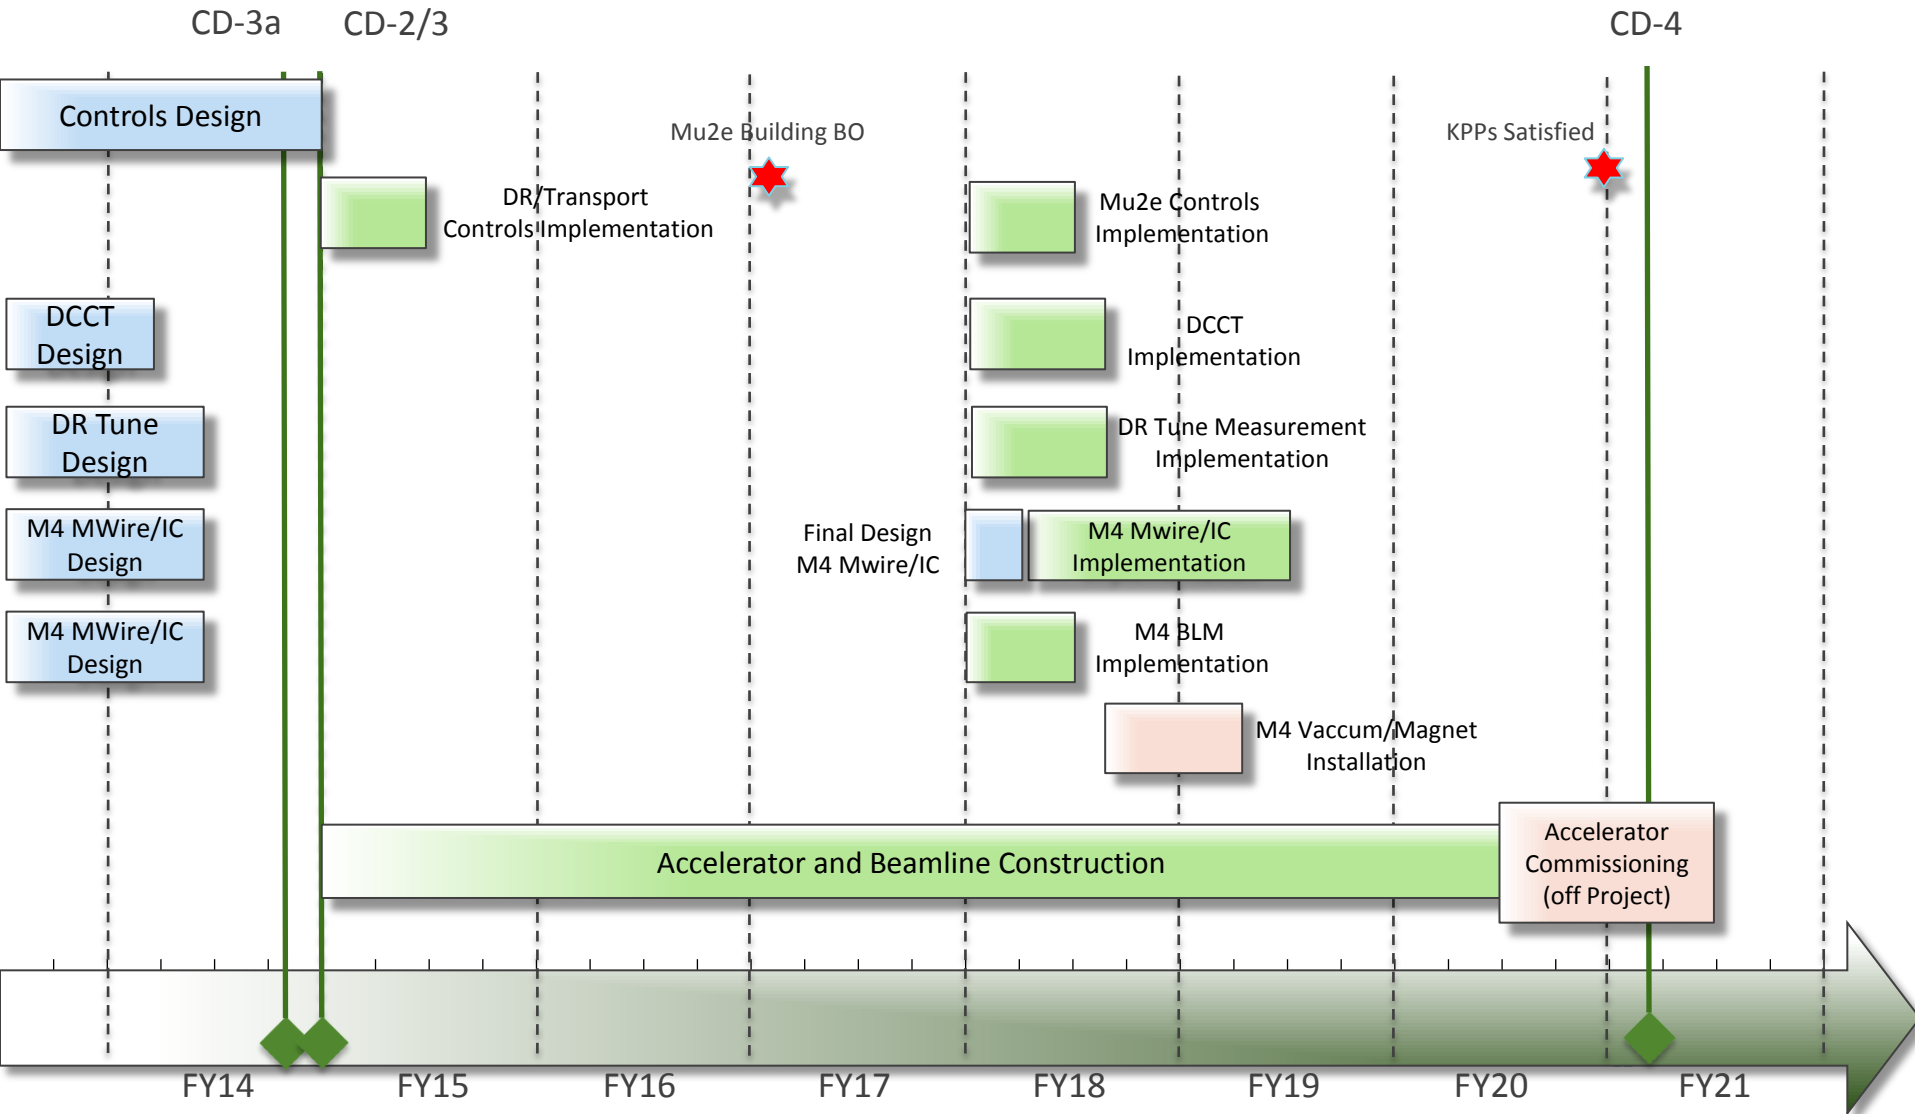 CD-3a
CD-2/3
CD-4
Controls Design
Mu2e Building BO
KPPs Satisfied
DR/Transport
Controls Implementation
Mu2e Controls
Implementation
DCCT
Design
DCCT
Implementation
DR Tune
Design
DR Tune Measurement
Implementation
M4 MWire/IC
Design
Final Design
M4 Mwire/IC
M4 Mwire/IC
Implementation
M4 MWire/IC
Design
M4 BLM
Implementation
M4 Vaccum/Magnet
Installation
Accelerator and Beamline Construction
Accelerator
Commissioning
(off Project)
FY14
FY15
FY16
FY17
FY18
FY19
FY20
FY21